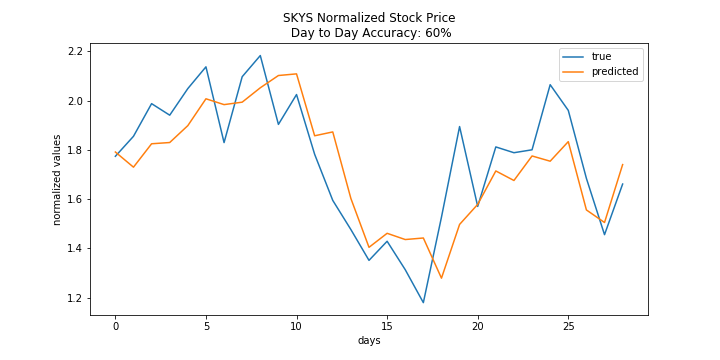 SKYS Normalized Stock Price
Day to Day Accuracy: 60%
true
predicted
normalized values
2.2
2.0
1.8
1.6
1.4
1.2
0
5
10
15
20
25
days